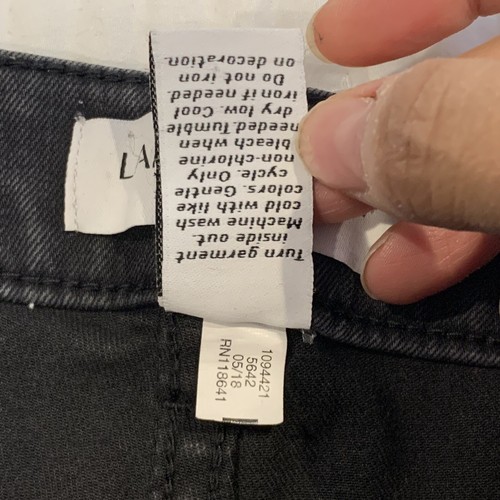 Turn garment
inside out.
Machine wash
cold with like
colors. Gentle
cycle. Only
non-chlorine
bleach when
needed. Tumble
dry low. Cool
iron if needed.
Do not iron
on decoration.
LA
1094421
5642
05/18
RN118641